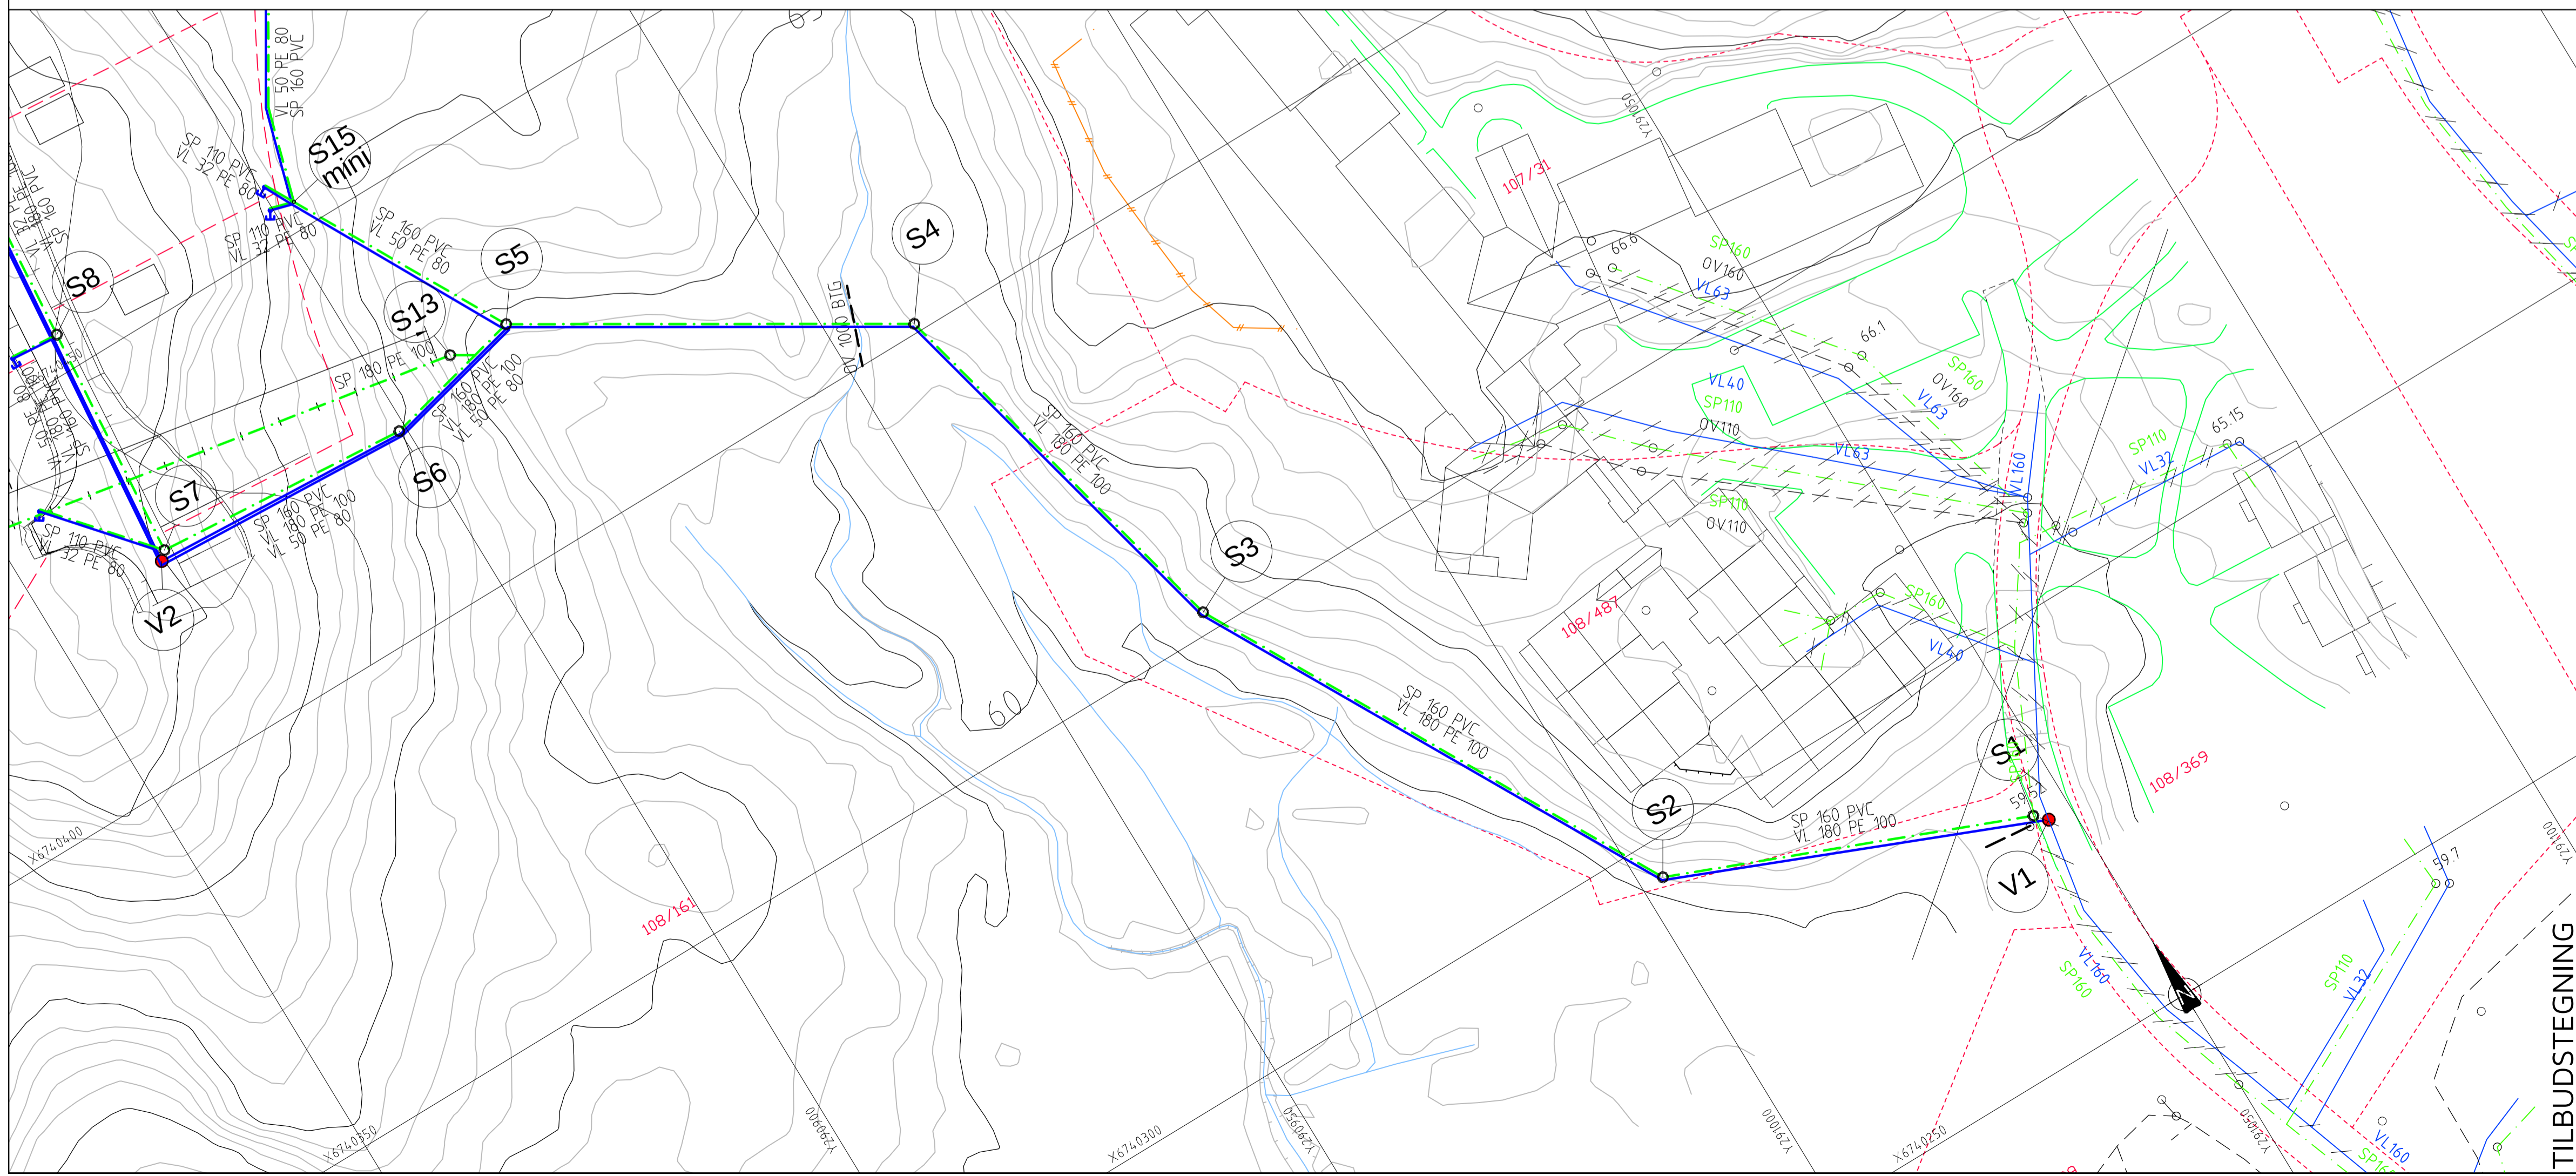 VL 50 PE 80
SP 160 PVC
S15
mini
SP 110 PVC
VL 32 PE 80
SP 110 PVC
VL 32 PE 80
SP 160 PVC
VL 50 PE 80
S8
S13
S5
S4
OV 1000 BTG
SP 180 PE 100
SP 160 PVC
VL 180 PE 100
VL 50 PE 80
S7
S6
SP 160 PVC
VL 180 PE 100
VL 50 PE 80
SP 110 PVC
VL 32 PE 80
V2
SP 160 PVC
VL 180 PE 100
S3
60
SP 160 PVC
VL 180 PE 100
S2
SP 160 PVC
VL 180 PE 100
S1
59.52
V1
Y291050
107/31
66.6
SP160
OV160
VL63
66.1
SP160
OV160
VL63
VL40
SP110
OV110
VL63
VL160
SP110
VL32
65.15
SP110
OV110
108/487
SP160
VL40
108/369
59.7
Y29100
SP110
VL32
VL160
SP160
N
108/161
X6740400
X6740350
Y290900
X6740300
Y290950
Y291000
X6740250
Y291050
VL160
SP160
TILBUDSTEGNING